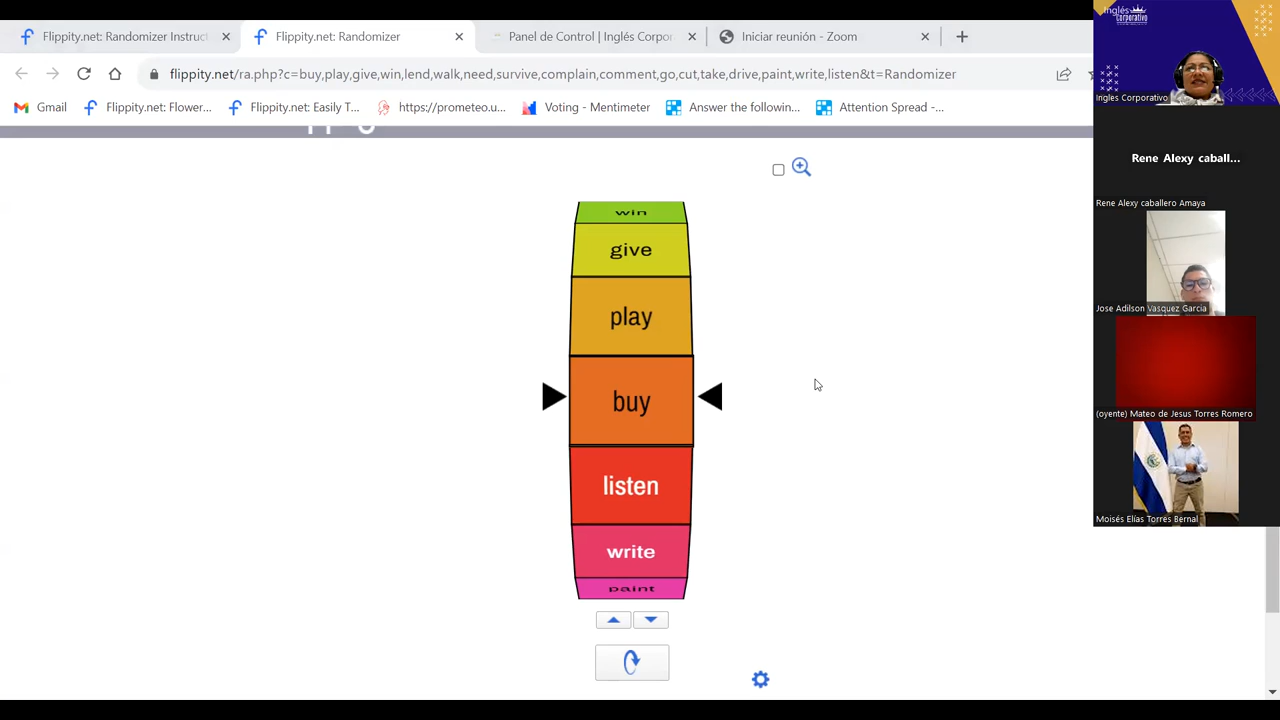 Flippity.net: Randomizer Instruct
Flippity.net: Randomizer
Panel de Control | Inglés Corpor
Iniciar reunión - Zoom
flippity.net/ra.php?c=buy,play,give,win,lend,walk,need,survive,complain,comment,go,cut,take,drive,paint,write,listen&t=Randomizer
Gmail
Flippity.net: Flower...
Flippity.net: Easily T...
https://prometeo.u...
Voting - Mentimeter
Answer the followin...
Attention Spread -...
win
give
play
buy
listen
write
paint
Inglés
Corporativo
Ingles Corporativo
Rene Alexy caball...
Rene Alexy caballero Amaya
Jose Adilson Vasquez Garcia
(oyente) Mateo de Jesus Torres Romero
Moisés Elías Torres Bernal